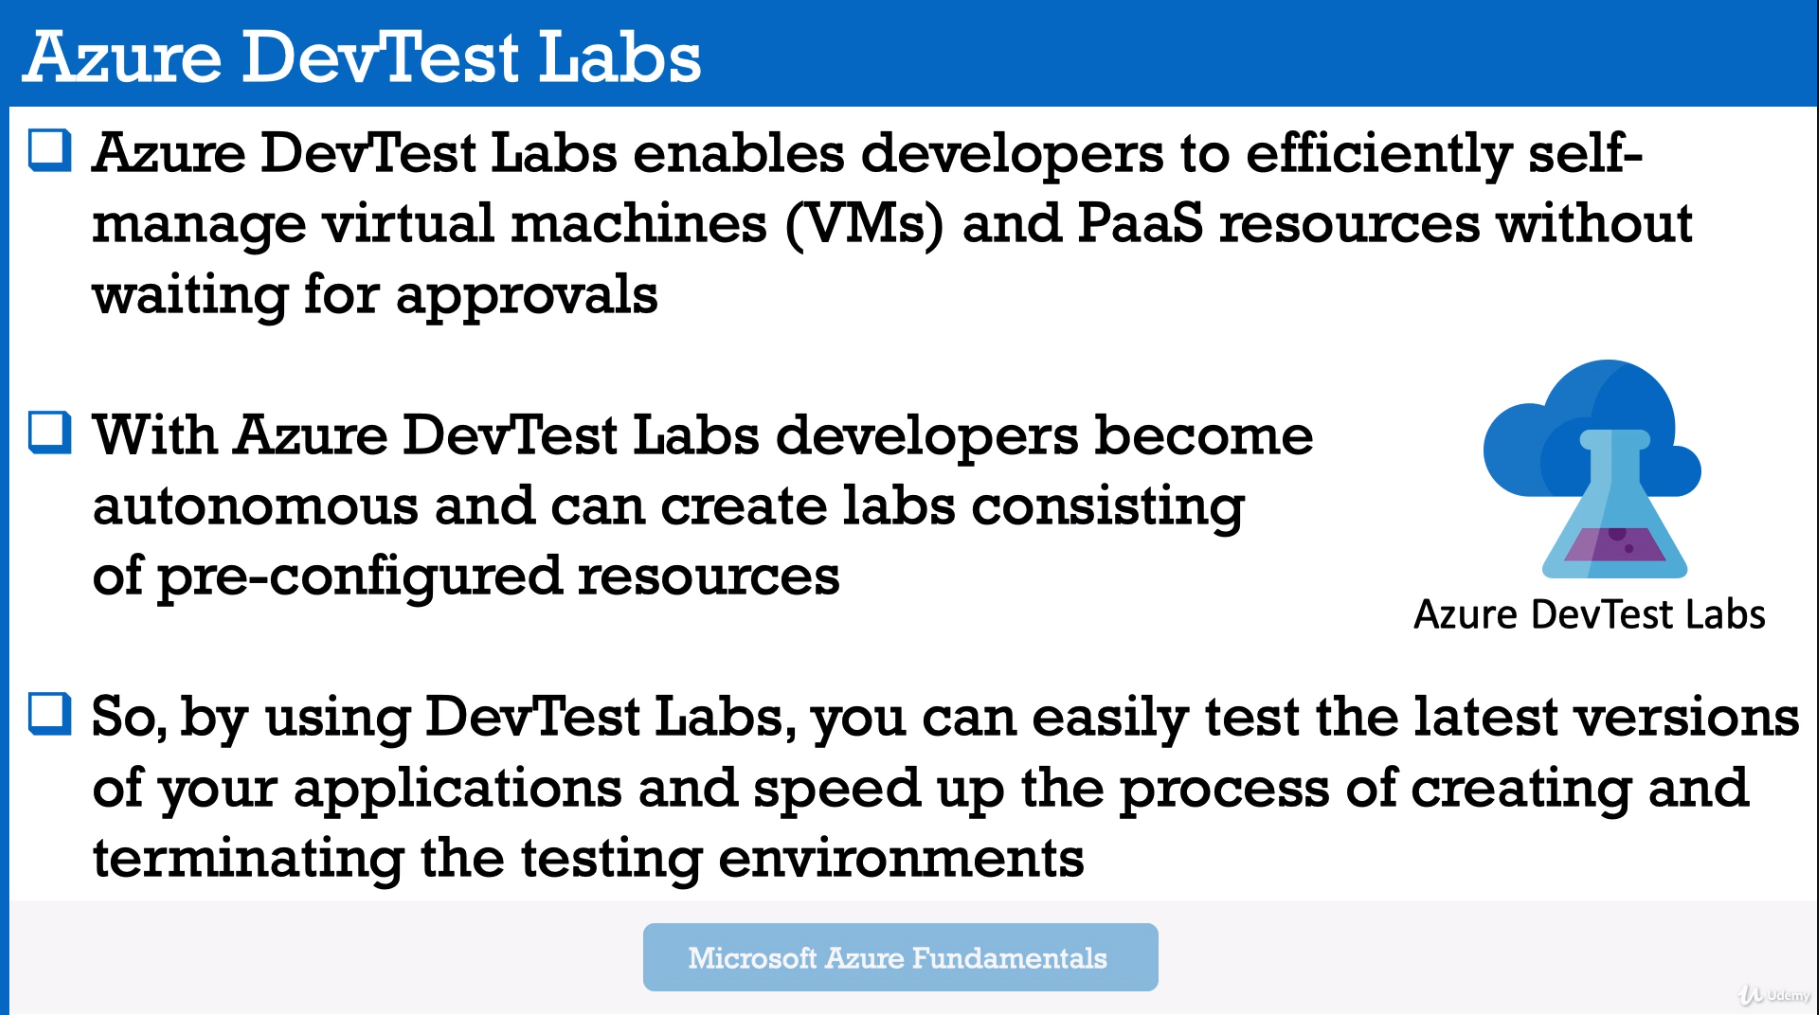 Azure DevTest Labs
Azure DevTest Labs enables developers to efficiently self-
manage virtual machines (VMs) and PaaS resources without
waiting for approvals
With Azure DevTest Labs developers become
autonomous and can create labs consisting
of pre-configured resources
Azure DevTest Labs
So, by using DevTest Labs, you can easily test the latest versions
of your applications and speed up the process of creating and
terminating the testing environments
Microsoft Azure Fundamentals
Udemy